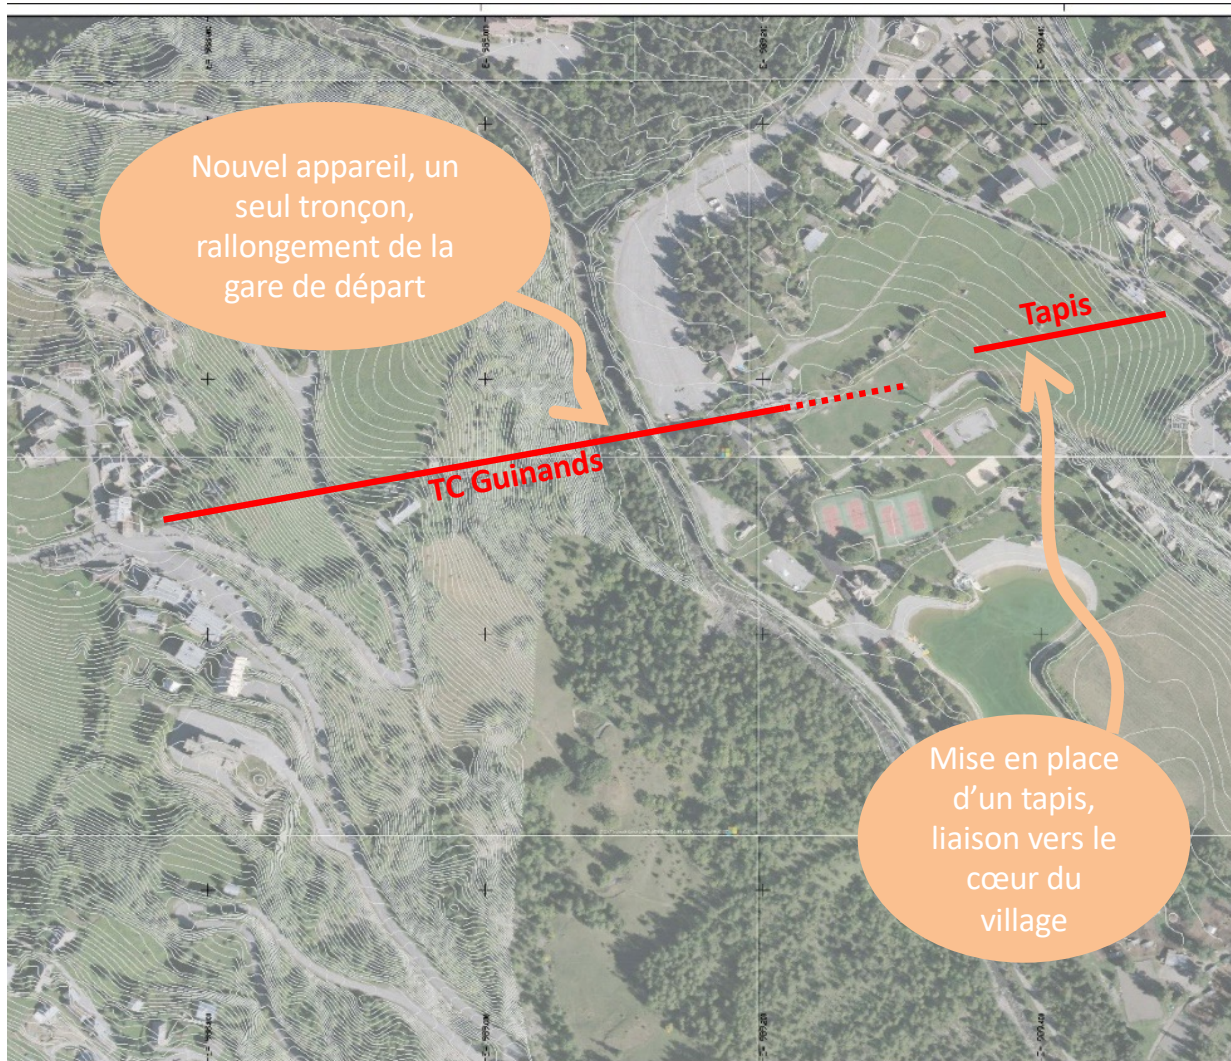 Nouvel appareil, un
seul tronçon,
rallongement de la
gare de départ
Tapis
TC Guinands
Mise en place
d’un tapis,
liaison vers le
cœur du
village